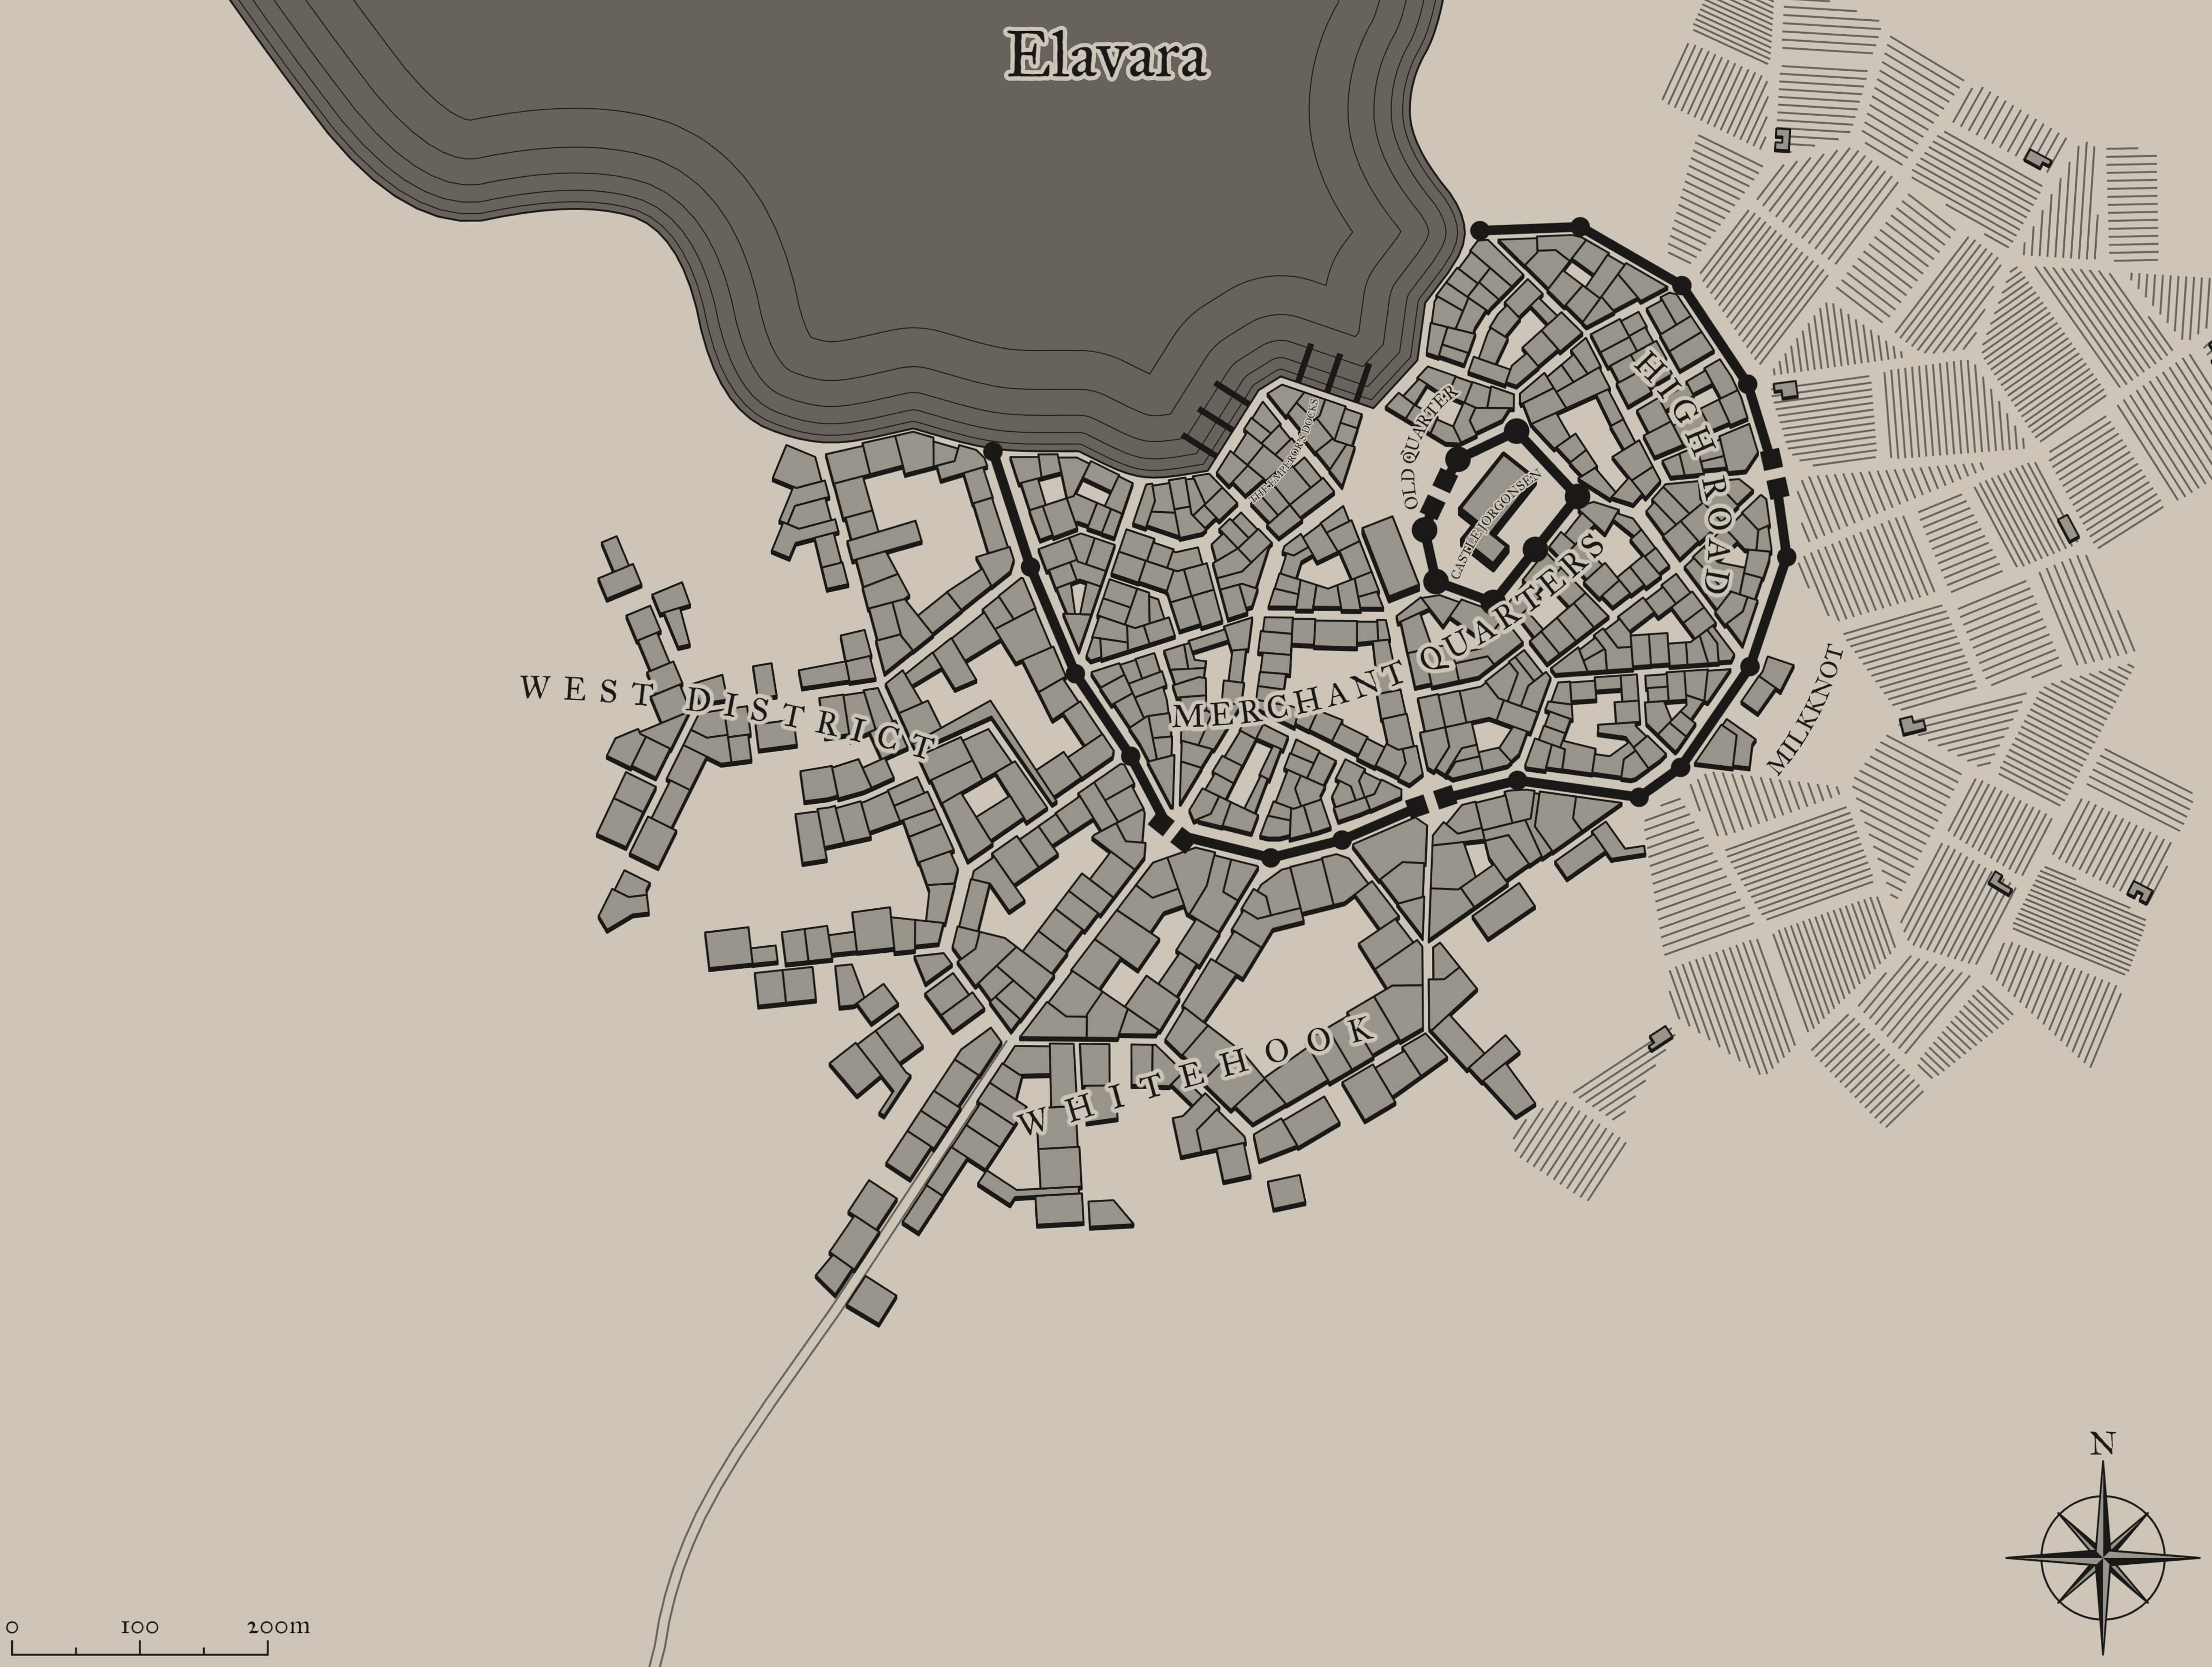 Elavara
HIGH ROAD
OLD QUARTER
THE EMPEROR'S DOCKS
CASTLE JORGONSEN
MERCHANT QUARTERS
WEST DISTRICT
MILKKNOT
WHITEHOOK
N
0 100 200m